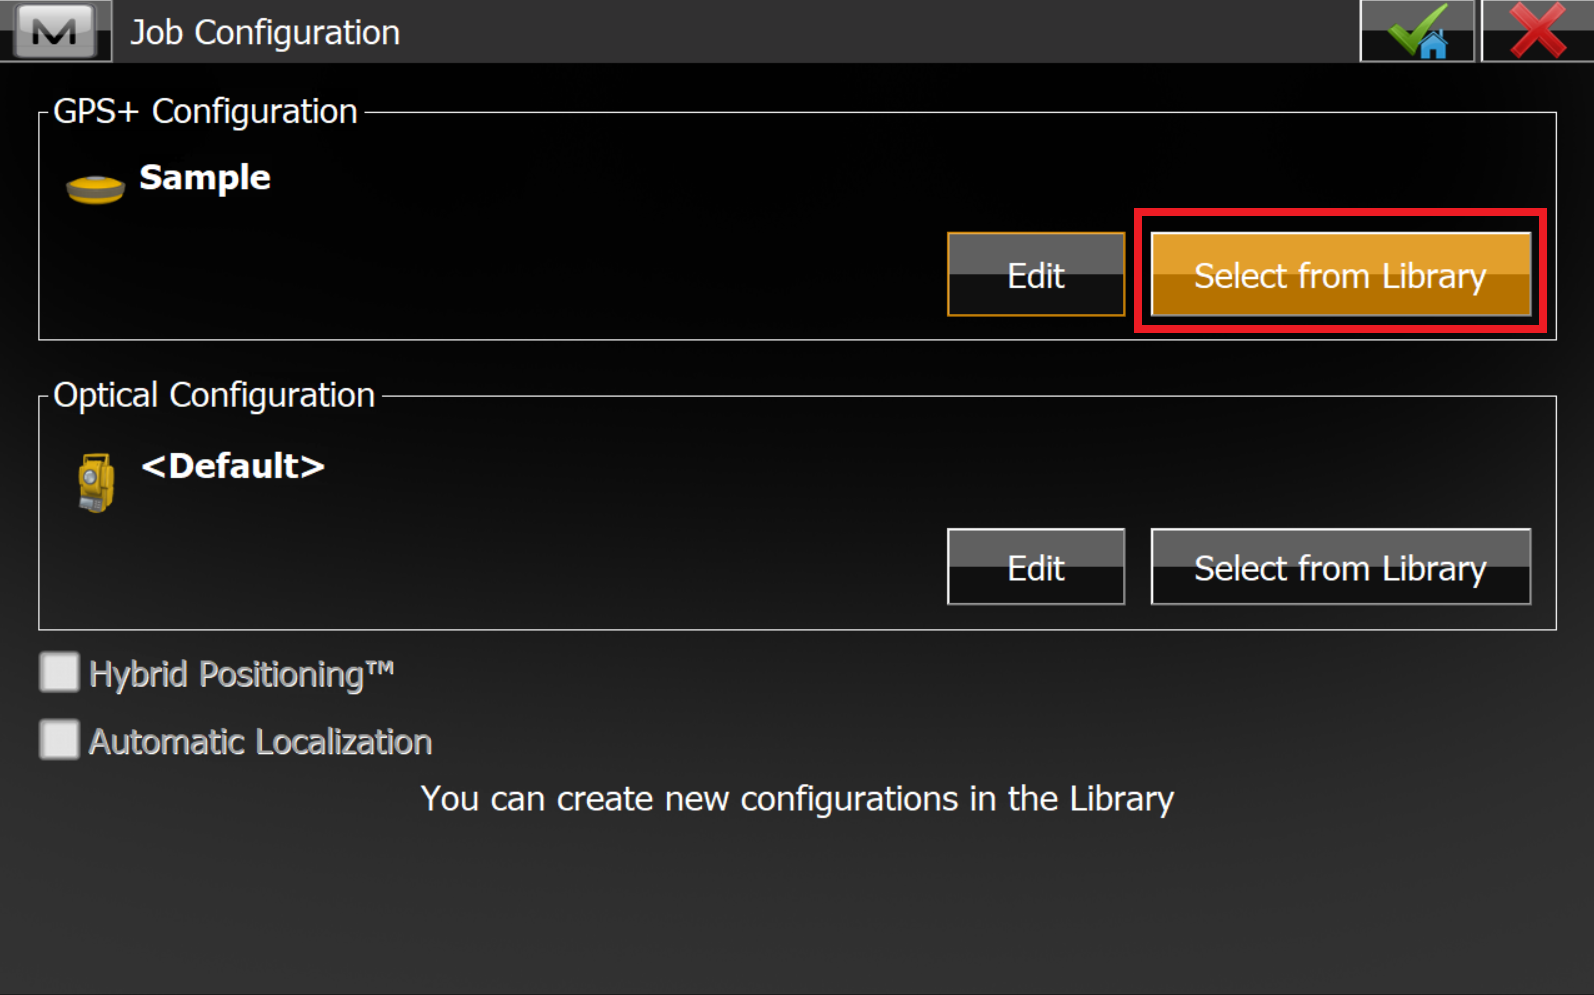 Job Configuration
GPS+ Configuration
Sample
Edit
Select from Library
Optical Configuration
<Default>
Edit
Select from Library
Hybrid Positioning™
Automatic Localization
You can create new configurations in the Library